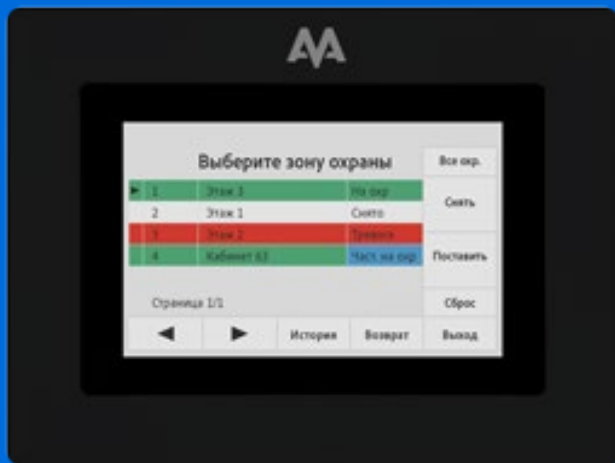 Выберите зону охраны
Все охр.
1 Этаж 3 На охр
Снять
2 Этаж 1 Снято
3 Этаж 2 Тревога
4 Кабинет 63 Част. на охр
Поставить
Страница 1/1
Сброс
◀ ▶ История Возврат Выход